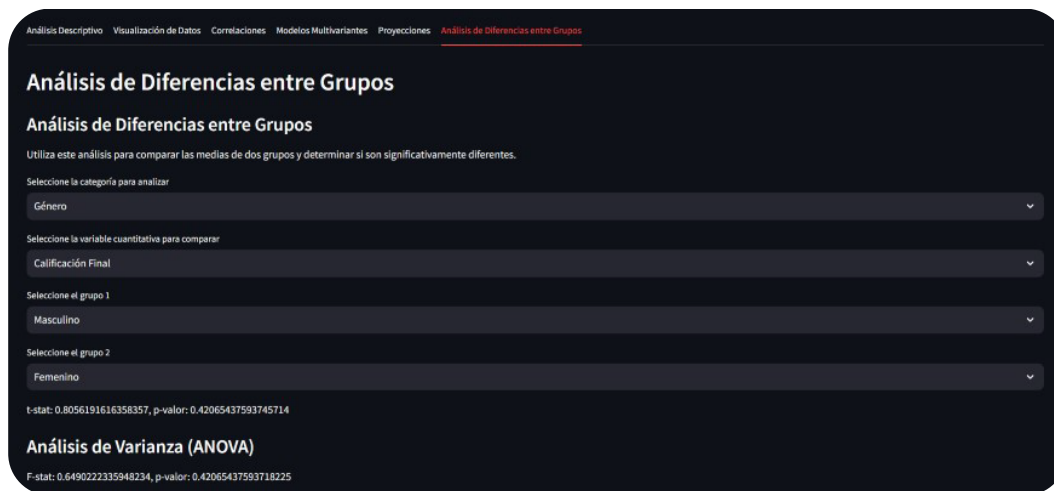 Análisis Descriptivo Visualización de Datos Correlaciones Modelos Multivariantes Proyecciones Análisis de Diferencias entre Grupos
Análisis de Diferencias entre Grupos
Análisis de Diferencias entre Grupos
Utiliza este análisis para comparar las medias de dos grupos y determinar si son significativamente diferentes.
Seleccione la categoría para analizar
Género
Seleccione la variable cuantitativa para comparar
Calificación Final
Seleccione el grupo 1
Masculino
Seleccione el grupo 2
Femenino
t-stat: 0.8056191616358357, p-valor: 0.42065437593745714
Análisis de Varianza (ANOVA)
F-stat: 0.6490222335948234, p-valor: 0.42065437593718225